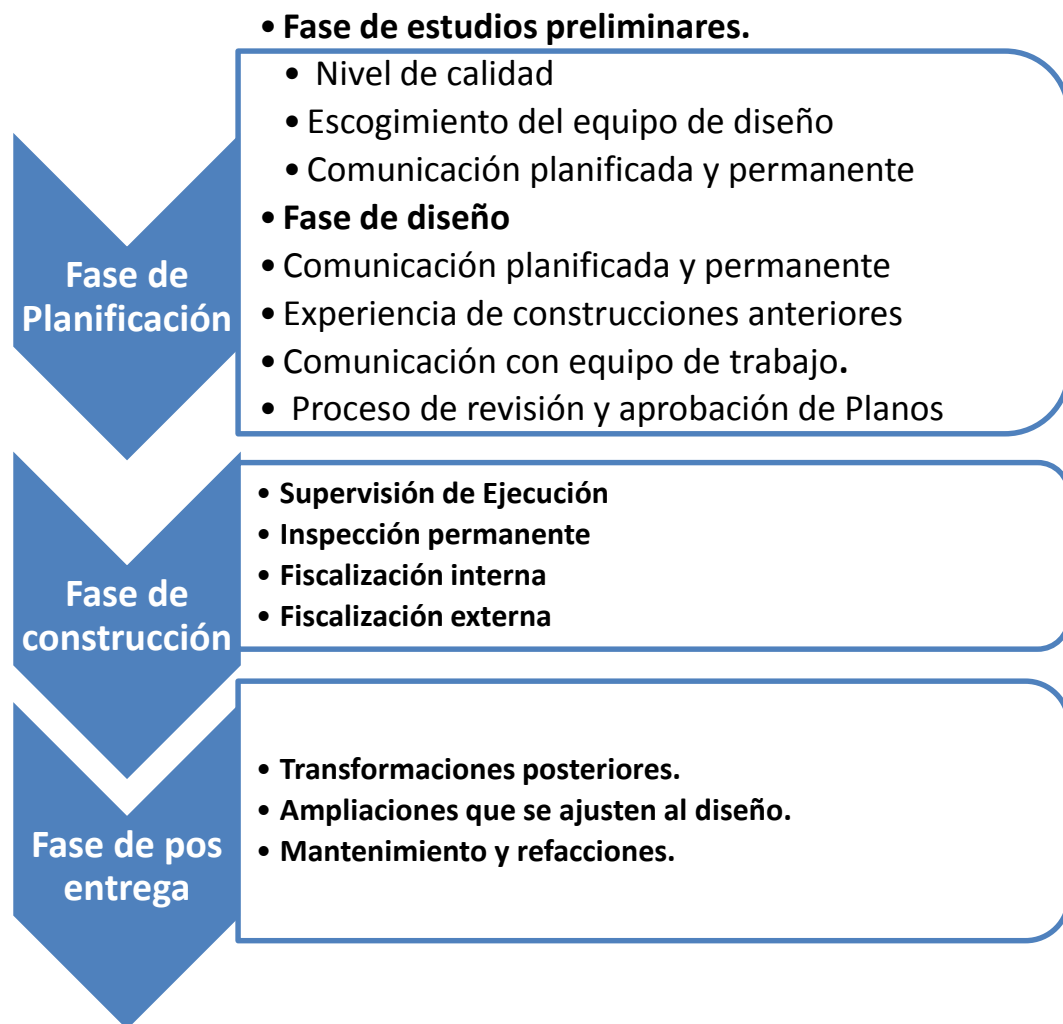 • Fase de estudios preliminares.
• Nivel de calidad
• Escogimiento del equipo de diseño
• Comunicación planificada y permanente
• Fase de diseño
• Comunicación planificada y permanente
• Experiencia de construcciones anteriores
• Comunicación con equipo de trabajo.
• Proceso de revisión y aprobación de Planos
Fase de
Planificación
• Supervisión de Ejecución
• Inspección permanente
• Fiscalización interna
• Fiscalización externa
Fase de
construcción
• Transformaciones posteriores.
• Ampliaciones que se ajusten al diseño.
• Mantenimiento y refacciones.
Fase de pos
entrega